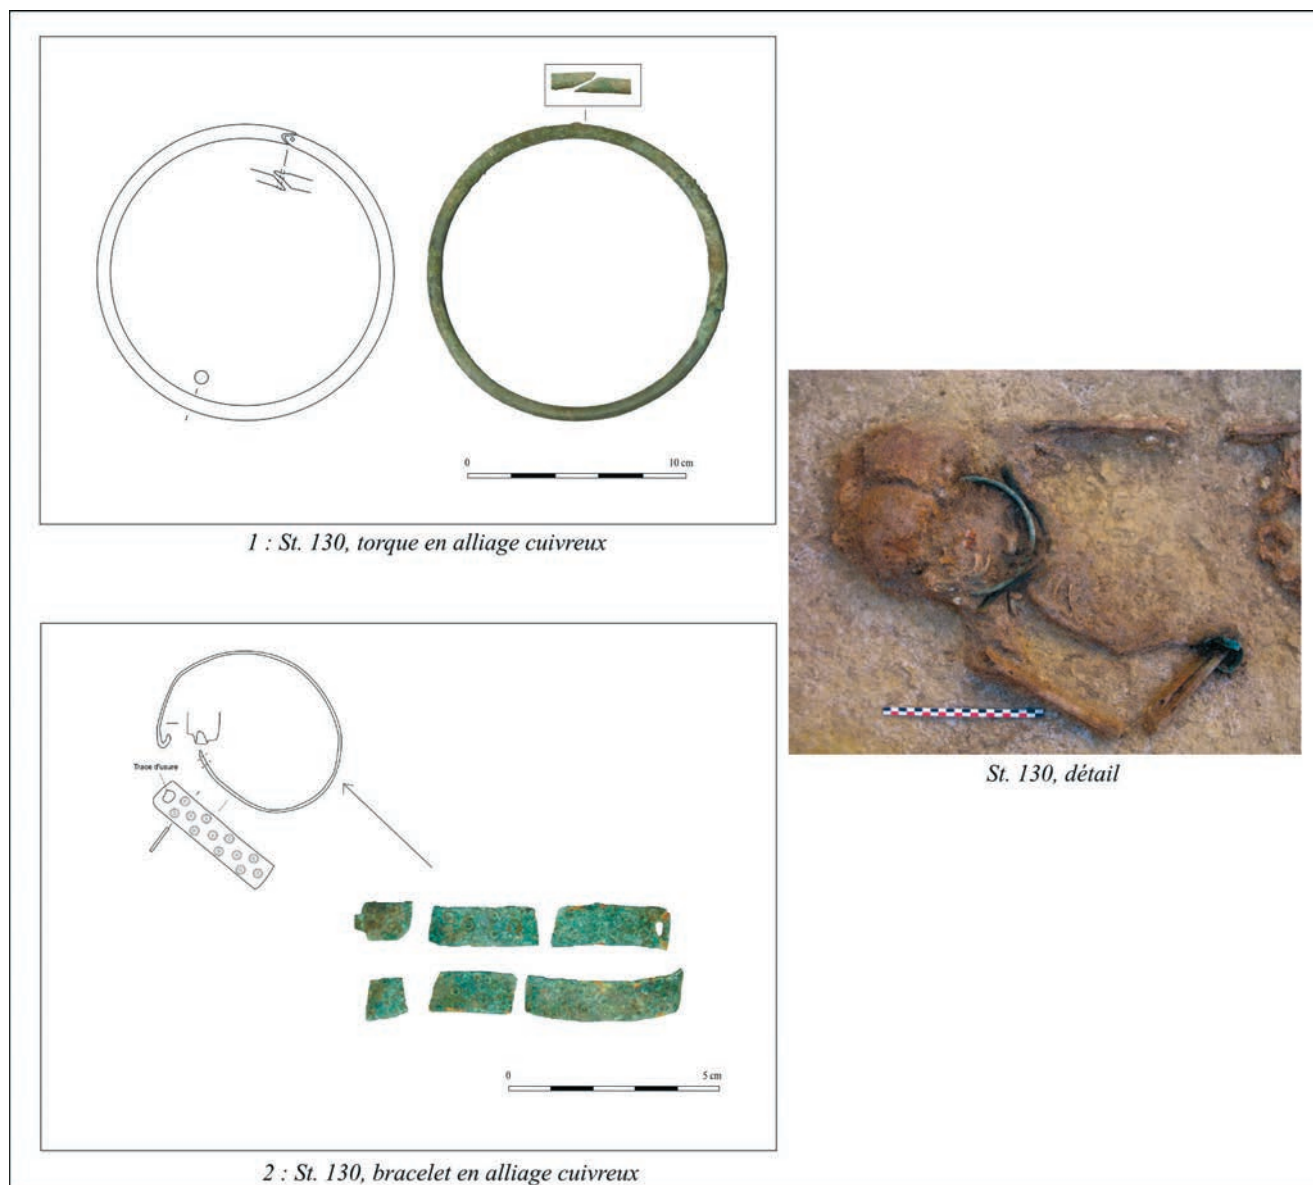 0 10 cm
1 : St. 130, torque en alliage cuivreux
St. 130, détail
Trace d'usure
0 5 cm
2 : St. 130, bracelet en alliage cuivreux